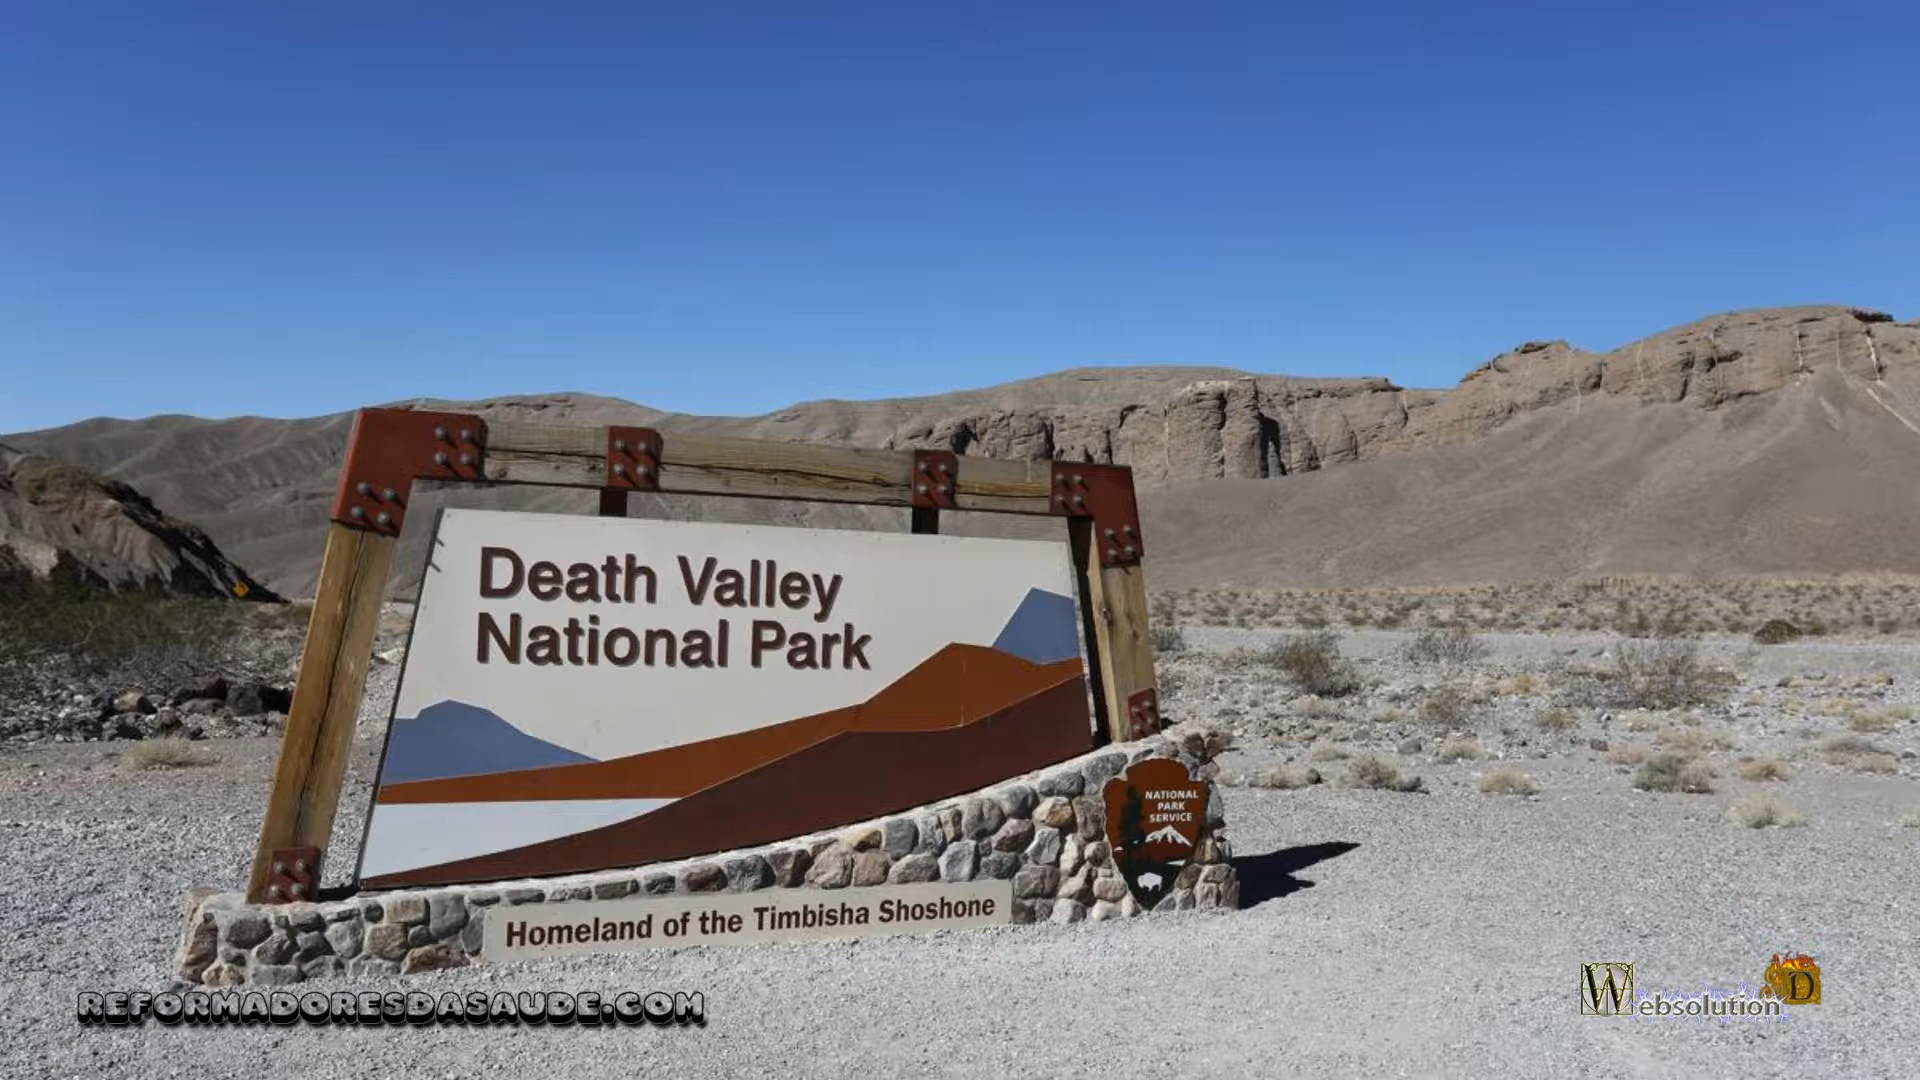 Death Valley
National Park
NATIONAL
PARK
SERVICE
Homeland of the Timbisha Shoshone
REFORMADORESDASAUDE.COM
Websolution D